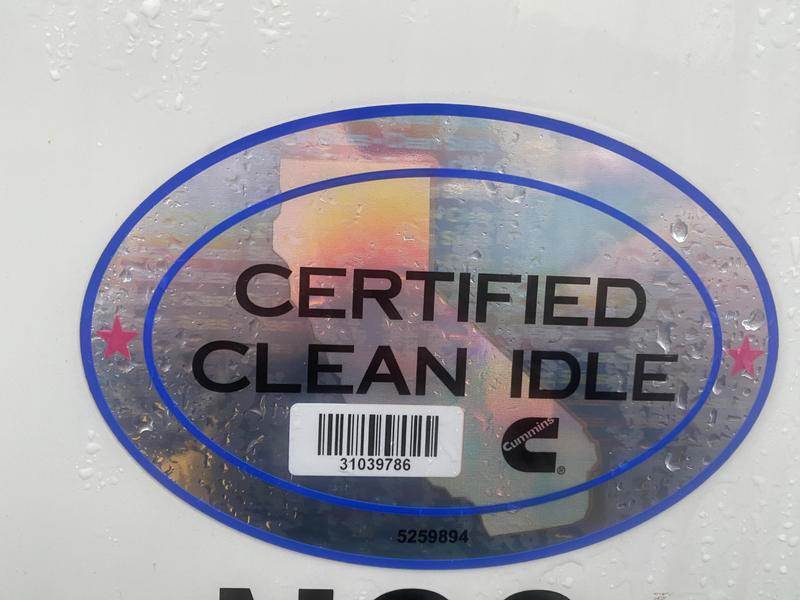 CERTIFIED
CLEAN IDLE
31039786
Cummins
®
5259894